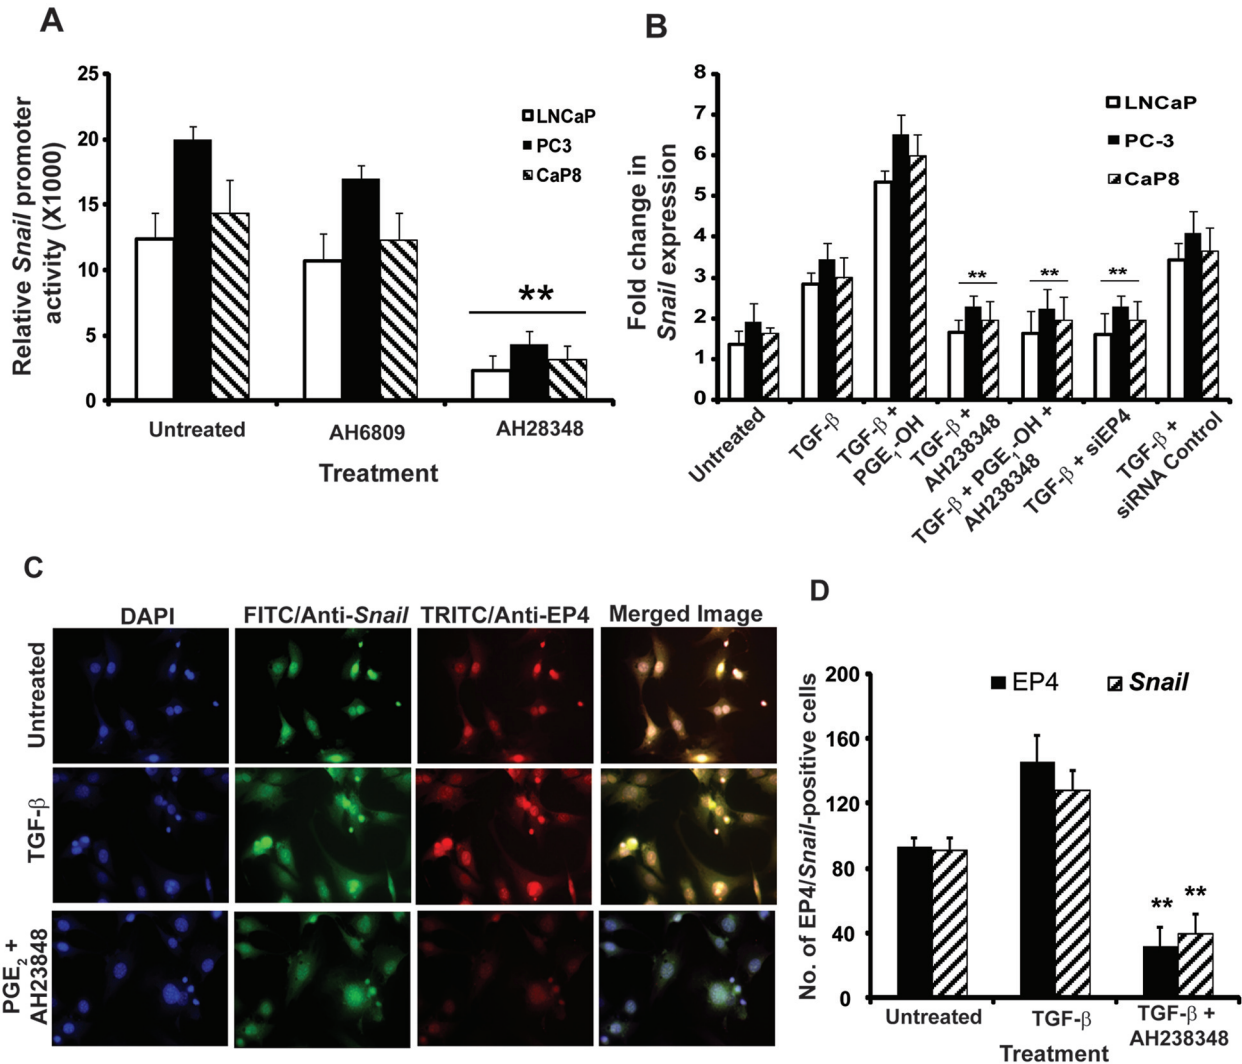 A
Relative Snail promoter
activity (X1000)
25
20
15
10
5
0
LNCaP
PC3
CaP8
**
Untreated
AH6809
AH28348
Treatment
B
Fold change in
Snail expression
8
7
6
5
4
3
2
1
0
LNCaP
PC-3
CaP8
**
**
**
Untreated
TGF-β
TGF-β +
PGE1-OH
TGF-β +
AH238348
TGF-β + PGE1-OH +
AH238348
TGF-β + siEP4
TGF-β +
siRNA Control
C
DAPI
FITC/Anti-Snail
TRITC/Anti-EP4
Merged Image
Untreated
TGF-β
PGE2 +
AH23848
D
No. of EP4/Snail-positive cells
200
160
120
80
40
0
EP4
Snail
**
**
Untreated
TGF-β
TGF-β +
AH238348
Treatment